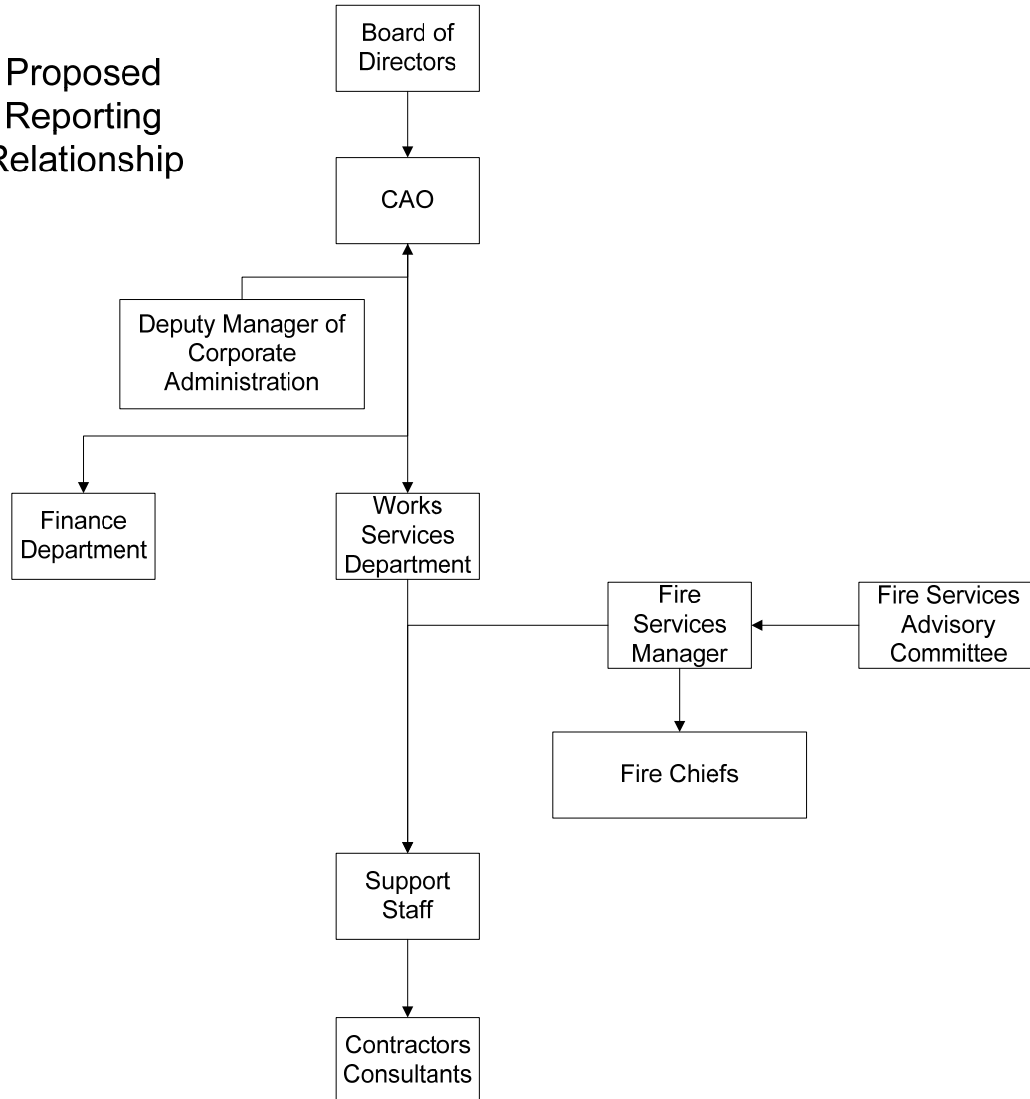 Proposed
Reporting
Relationship
Board of
Directors
CAO
Deputy Manager of
Corporate
Administration
Finance
Department
Works
Services
Department
Fire
Services
Manager
Fire Services
Advisory
Committee
Fire Chiefs
Support
Staff
Contractors
Consultants